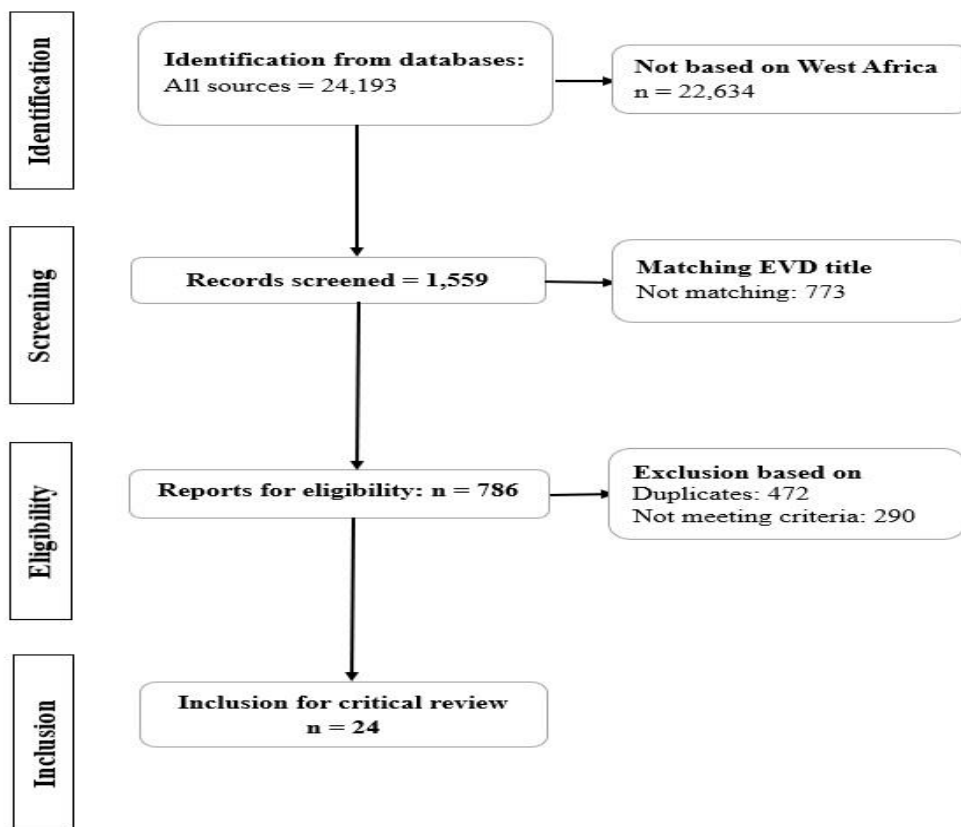 Identification
Identification from databases:
All sources = 24,193
Not based on West Africa
n = 22,634
Screening
Records screened = 1,559
Matching EVD title
Not matching: 773
Eligibility
Reports for eligibility: n = 786
Exclusion based on
Duplicates: 472
Not meeting criteria: 290
Inclusion
Inclusion for critical review
n = 24